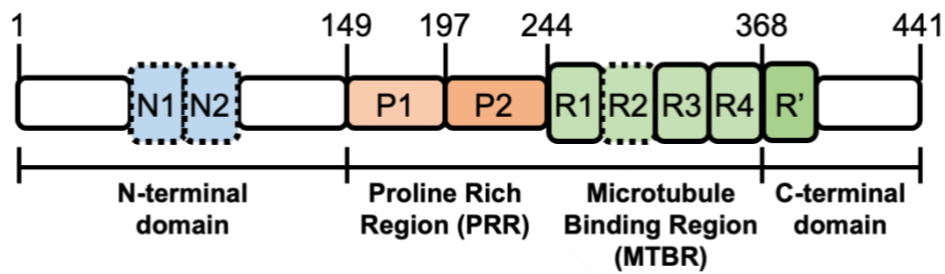 1 149 197 244 368 441
N1 N2 P1 P2 R1 R2 R3 R4 R'
N-terminal
domain
Proline Rich
Region (PRR)
Microtubule
Binding Region
(MTBR)
C-terminal
domain